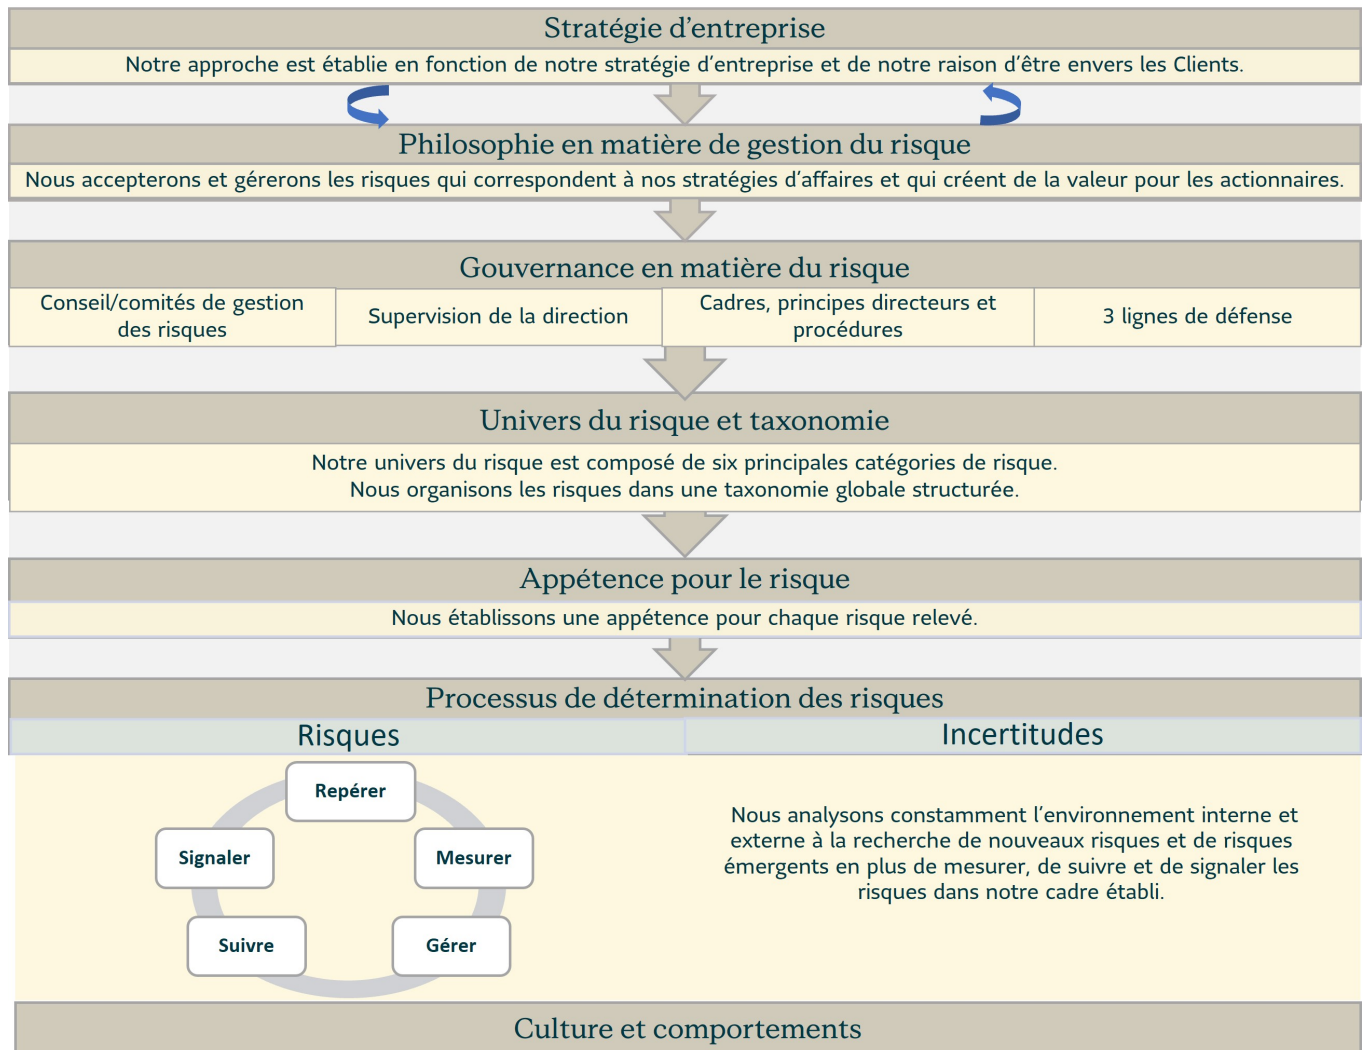 Stratégie d’entreprise
Notre approche est établie en fonction de notre stratégie d’entreprise et de notre raison d’être envers les Clients.
Philosophie en matière de gestion du risque
Nous accepterons et gérerons les risques qui correspondent à nos stratégies d’affaires et qui créent de la valeur pour les actionnaires.
Gouvernance en matière du risque
Conseil/comités de gestion
des risques
Supervision de la direction
Cadres, principes directeurs et
procédures
3 lignes de défense
Univers du risque et taxonomie
Notre univers du risque est composé de six principales catégories de risque.
Nous organisons les risques dans une taxonomie globale structurée.
Appétence pour le risque
Nous établissons une appétence pour chaque risque relevé.
Processus de détermination des risques
Risques
Incertitudes
Repérer
Mesurer
Gérer
Suivre
Signaler
Nous analysons constamment l’environnement interne et
externe à la recherche de nouveaux risques et de risques
émergents en plus de mesurer, de suivre et de signaler les
risques dans notre cadre établi.
Culture et comportements